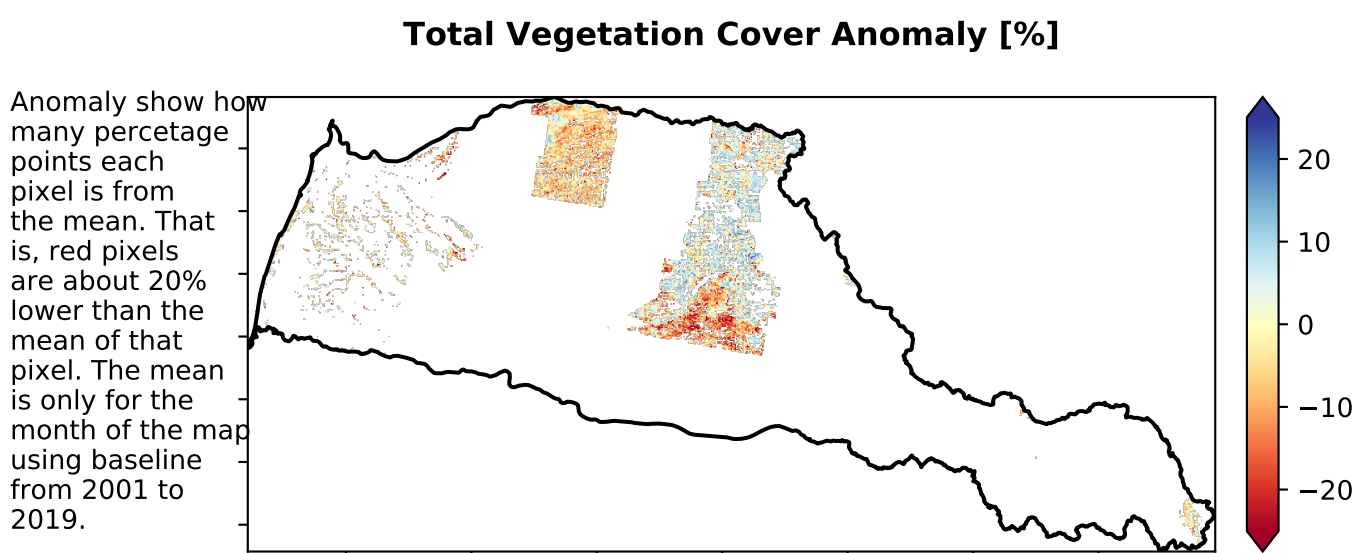 Total Vegetation Cover Anomaly [%]
Anomaly show how
many percetage
points each
pixel is from
the mean. That
is, red pixels
are about 20%
lower than the
mean of that
pixel. The mean
is only for the
month of the map
using baseline
from 2001 to
2019.
20
10
0
−10
−20